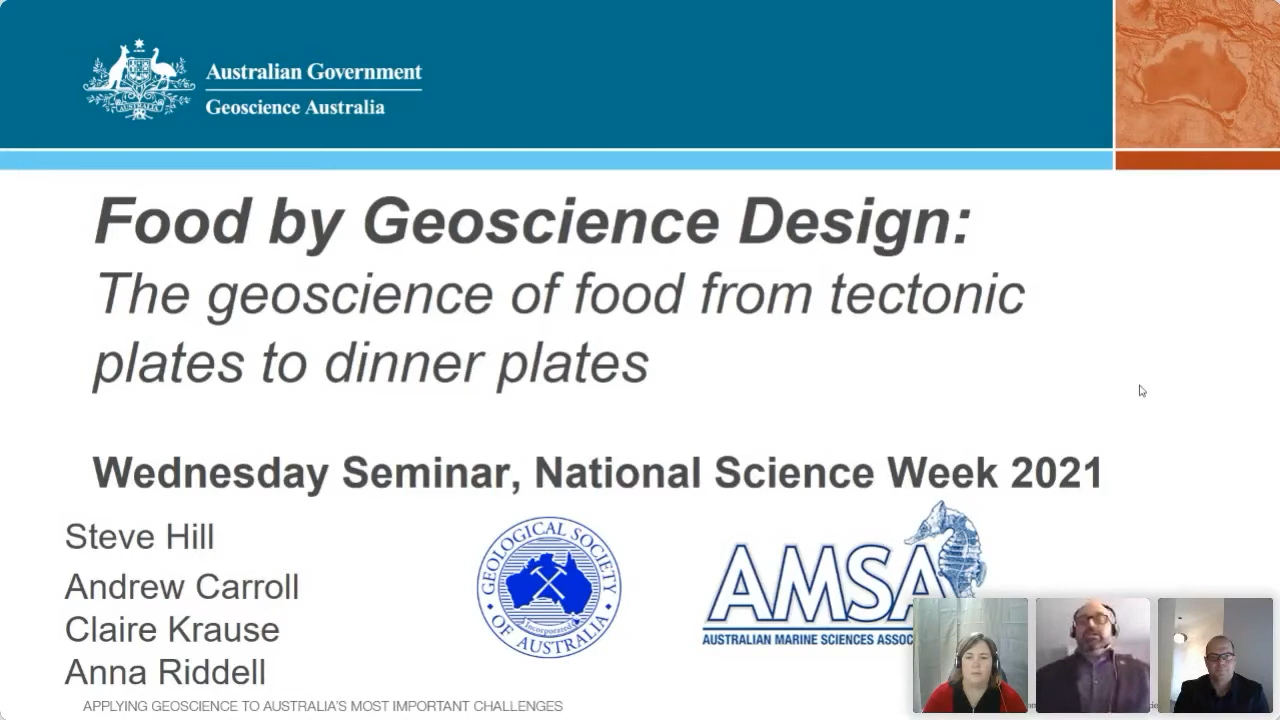 Australian Government
Geoscience Australia
Food by Geoscience Design:
The geoscience of food from tectonic
plates to dinner plates
Wednesday Seminar, National Science Week 2021
Steve Hill
Andrew Carroll
Claire Krause
Anna Riddell
GEOLOGICAL SOCIETY
Incorporated
OF AUSTRALIA
AMSA
AUSTRALIAN MARINE SCIENCES
APPLYING GEOSCIENCE TO AUSTRALIA'S MOST IMPORTANT CHALLENGES